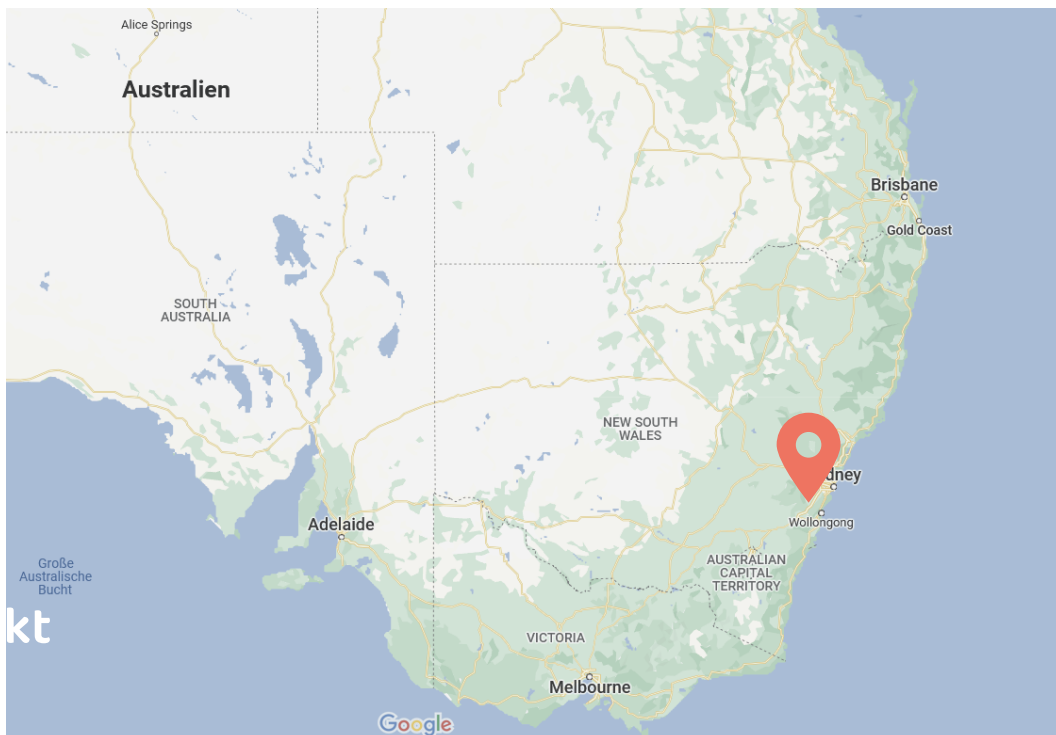 Alice Springs
Australien
Brisbane
Gold Coast
SOUTH
AUSTRALIA
NEW SOUTH
WALES
dney
Wollongong
Adelaide
AUSTRALIAN
CAPITAL
TERRITORY
Große
Australische
Bucht
kt
VICTORIA
Melbourne
Google